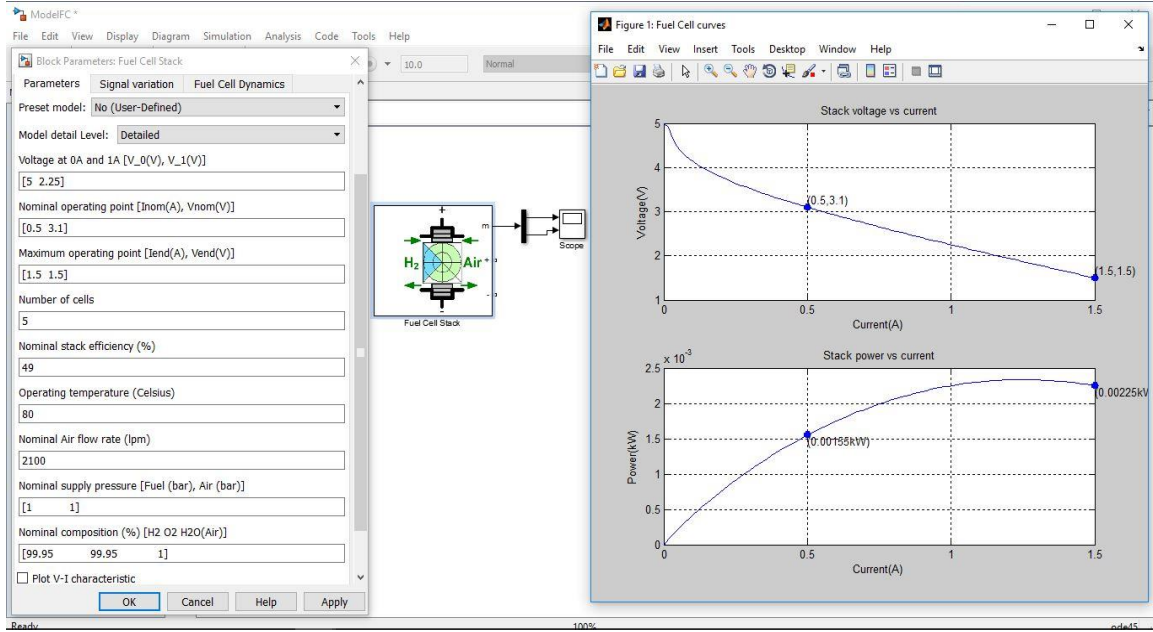 ModelFC *
File Edit View Display Diagram Simulation Analysis Code Tools Help
10.0
Normal
Block Parameters: Fuel Cell Stack
Parameters Signal variation Fuel Cell Dynamics
Preset model: No (User-Defined)
Model detail Level: Detailed
Voltage at 0A and 1A [V_0(V), V_1(V)]
[5 2.25]
Nominal operating point [Inom(A), Vnom(V)]
[0.5 3.1]
Maximum operating point [Iend(A), Vend(V)]
[1.5 1.5]
Number of cells
5
Nominal stack efficiency (%)
49
Operating temperature (Celsius)
80
Nominal Air flow rate (lpm)
2100
Nominal supply pressure [Fuel (bar), Air (bar)]
[1 1]
Nominal composition (%) [H2 O2 H2O(Air)]
[99.95 99.95 1]
Plot V-I characteristic
OK Cancel Help Apply
Ready
100%
ode45
+
m
H2 Air
+
-
-
Fuel Cell Stack
Scope
Figure 1: Fuel Cell curves
File Edit View Insert Tools Desktop Window Help
Stack voltage vs current
5
4
3
2
1
Voltage(V)
(0.5,3.1)
(1.5,1.5)
0 0.5 1 1.5
Current(A)
Stack power vs current
x 10-3
2.5
2
1.5
1
0.5
0
Power(kW)
(0.00155kW)
(0.00225kW
0 0.5 1 1.5
Current(A)